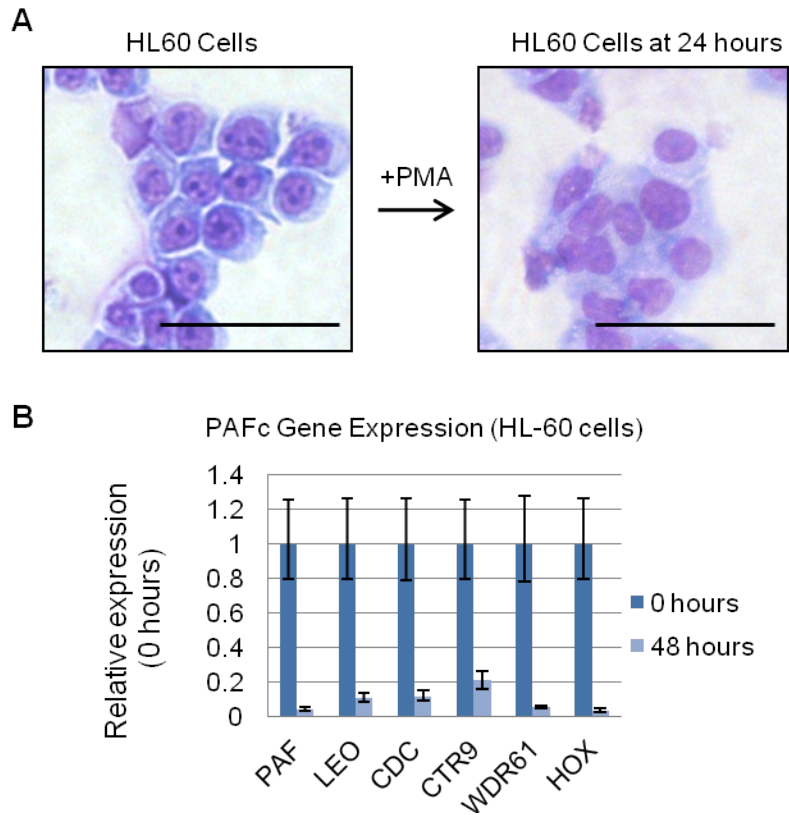 A
HL60 Cells
HL60 Cells at 24 hours
+PMA
B
PAFc Gene Expression (HL-60 cells)
Relative expression
(0 hours)
1.4
1.2
1
0.8
0.6
0.4
0.2
0
PAF
LEO
CDC
CTR9
WDR61
HOX
0 hours
48 hours